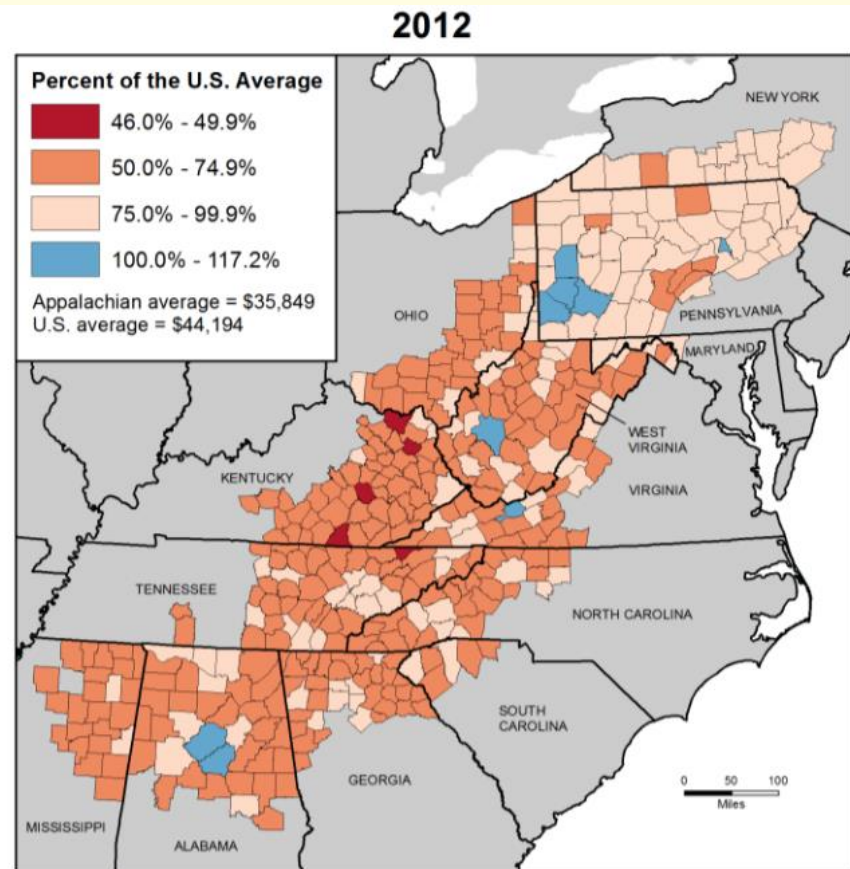 2012
Percent of the U.S. Average
46.0% - 49.9%
50.0% - 74.9%
75.0% - 99.9%
100.0% - 117.2%
Appalachian average = $35,849
U.S. average = $44,194
NEW YORK
PENNSYLVANIA
OHIO
MARYLAND
WEST
VIRGINIA
KENTUCKY
VIRGINIA
TENNESSEE
NORTH CAROLINA
SOUTH
CAROLINA
GEORGIA
0 50 100
Miles
MISSISSIPPI
ALABAMA